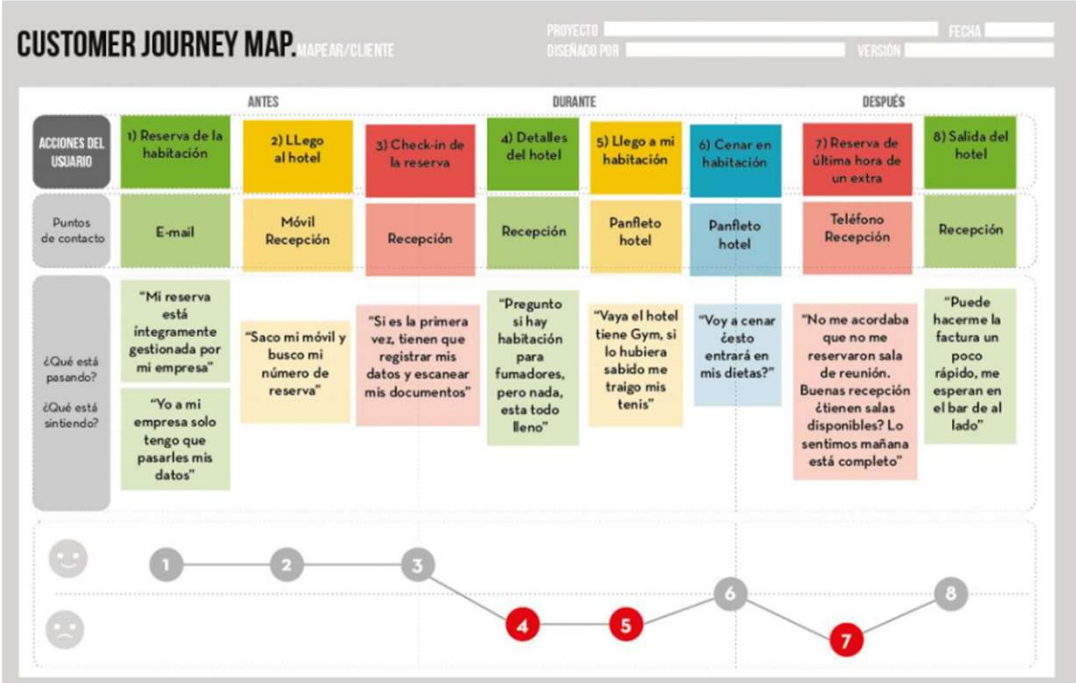 CUSTOMER JOURNEY MAP.
MAPEAR/CLIENTE
PROYECTO
FECHA
DISEÑADO POR
VERSIÓN
ANTES
DURANTE
DESPUÉS
ACCIONES DEL
USUARIO
1) Reserva de la
habitación
2) LLego
al hotel
3) Check-in de
la reserva
4) Detalles
del hotel
5) Llego a mi
habitación
6) Cenar en
habitación
7) Reserva de
última hora de
un extra
8) Salida del
hotel
Puntos
de contacto
E-mail
Móvil
Recepción
Recepción
Recepción
Panfleto
hotel
Panfleto
hotel
Teléfono
Recepción
Recepción
¿Qué está
pasando?
¿Qué está
sintiendo?
“Mi reserva
está
íntegramente
gestionada por
mi empresa”
“Yo a mi
empresa solo
tengo que
pasarles mis
datos”
“Saco mi móvil y
busco mi
número de
reserva”
“Si es la primera
vez, tienen que
registrar mis
datos y escanear
mis documentos”
“Pregunto
si hay
habitación
para
fumadores,
pero nada,
esta todo
lleno”
“Vaya el hotel
tiene Gym, si
lo hubiera
sabido me
traigo mis
tenis”
“Voy a cenar
¿esto
entrará en
mis dietas?”
“No me acordaba
que no me
reservaron sala
de reunión.
Buenas recepción
¿tienen salas
disponibles? Lo
sentimos mañana
está completo”
“Puede
hacerme la
factura un
poco
rápido, me
esperan en
el bar de al
lado”
1
2
3
4
5
6
7
8